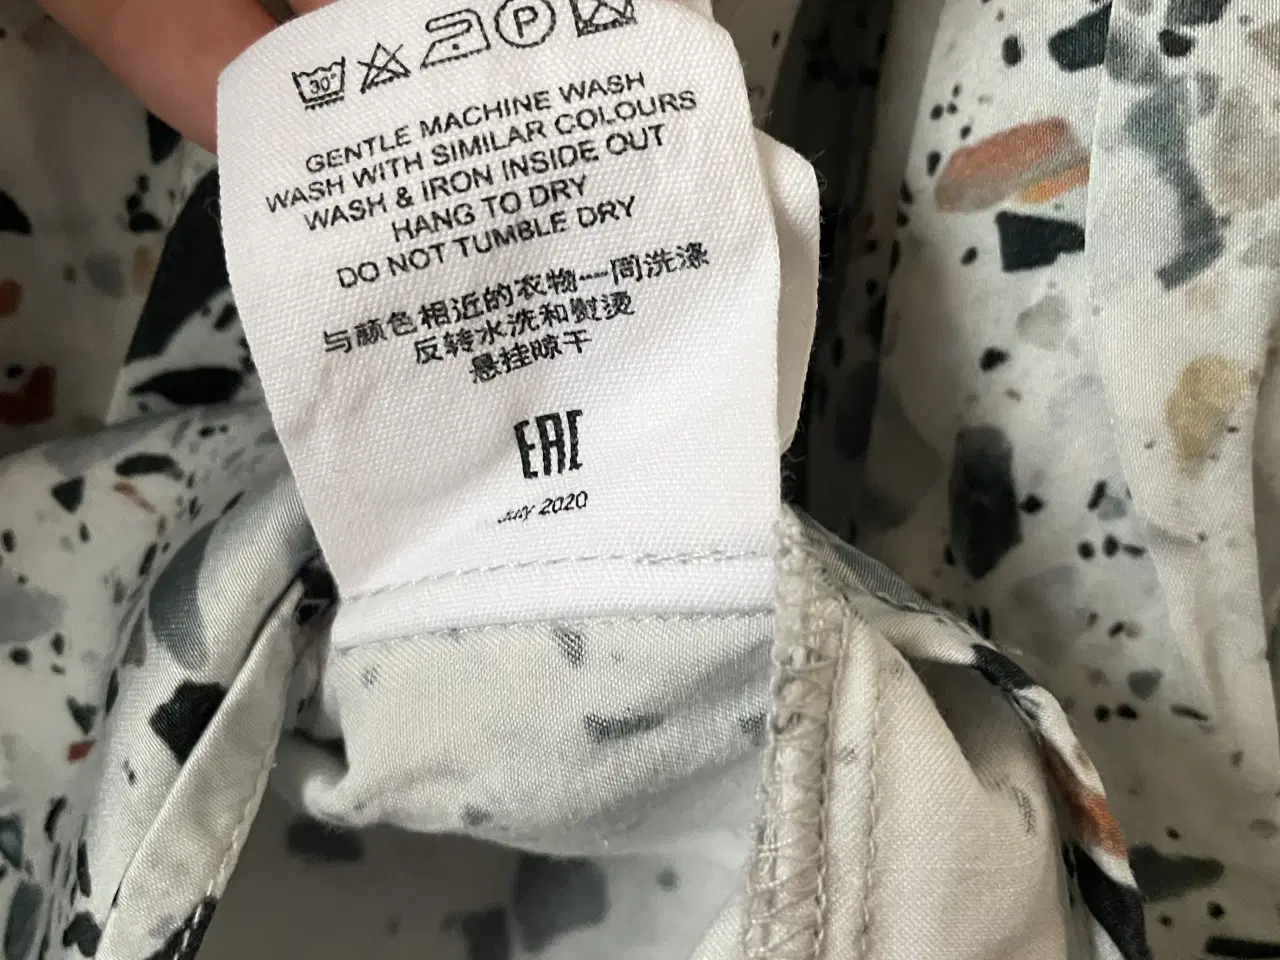 30°
P
GENTLE MACHINE WASH
WASH WITH SIMILAR COLOURS
WASH & IRON INSIDE OUT
HANG TO DRY
DO NOT TUMBLE DRY
与颜色相近的衣物一同洗涤
反转水洗和熨烫
悬挂晾干
EAC
July 2020